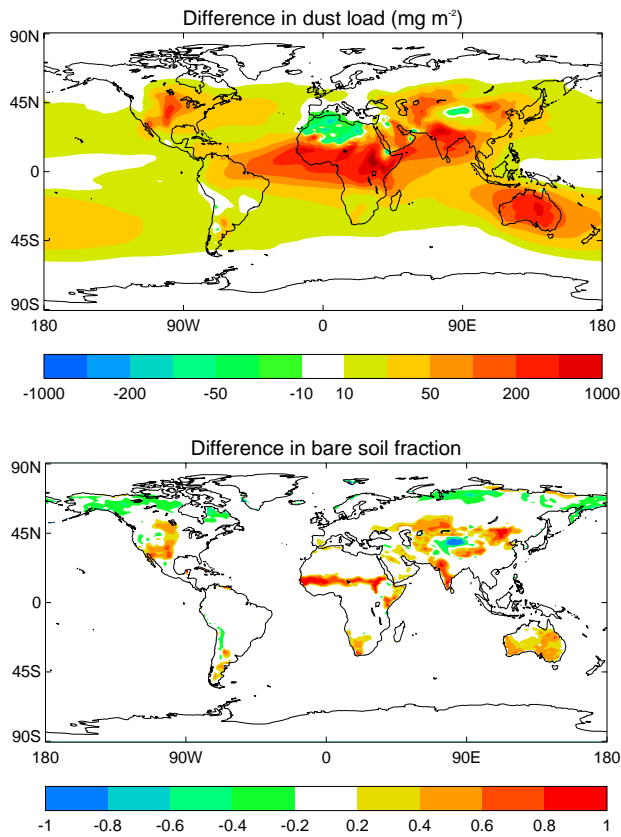 Difference in dust load (mg m-2)
90N
45N
0
45S
90S
180 90W 0 90E 180
-1000 -200 -50 -10 10 50 200 1000
Difference in bare soil fraction
90N
45N
0
45S
90S
180 90W 0 90E 180
-1 -0.8 -0.6 -0.4 -0.2 0.2 0.4 0.6 0.8 1